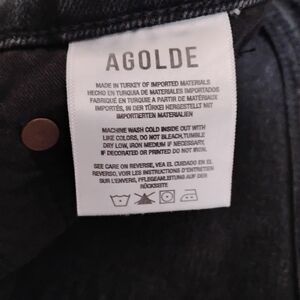 AGOLDE
MADE IN TURKEY OF IMPORTED MATERIALS
HECHO EN TURQUIA DE MATERIALES IMPORTADOS
FABRIQUÉ EN TURQUIE A PARTIR DE MATÉRIAUX
IMPORTÉS, IN DER TÜRKEI HERGESTELLT MIT
IMPORTIERTEN MATERIALIEN
MACHINE WASH COLD INSIDE OUT WITH
LIKE COLORS, DO NOT BLEACH, TUMBLE
DRY LOW, IRON MEDIUM IF NECESSARY,
IF DECORATED OR PRINTED DO NOT IRON.
SEE CARE ON REVERSE, VEA EL CUIDADO EN EL
REVERSO, VOIR LES INSTRUCTIONS D'ENTRETIEN
SUR L'ENVERS, PFLEGEANLEITUNG AUF DER
RÜCKSEITE